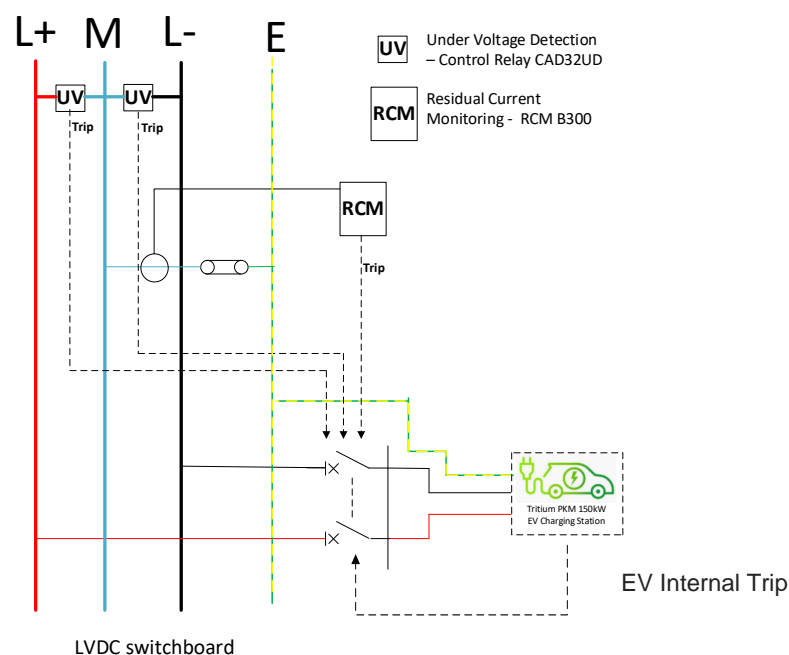 L+ M L- E
UV
Under Voltage Detection
– Control Relay CAD32UD
UV UV
Trip Trip
RCM
Residual Current
Monitoring - RCM B300
RCM
Trip
Tritium PKM 150kW
EV Charging Station
EV Internal Trip
LVDC switchboard